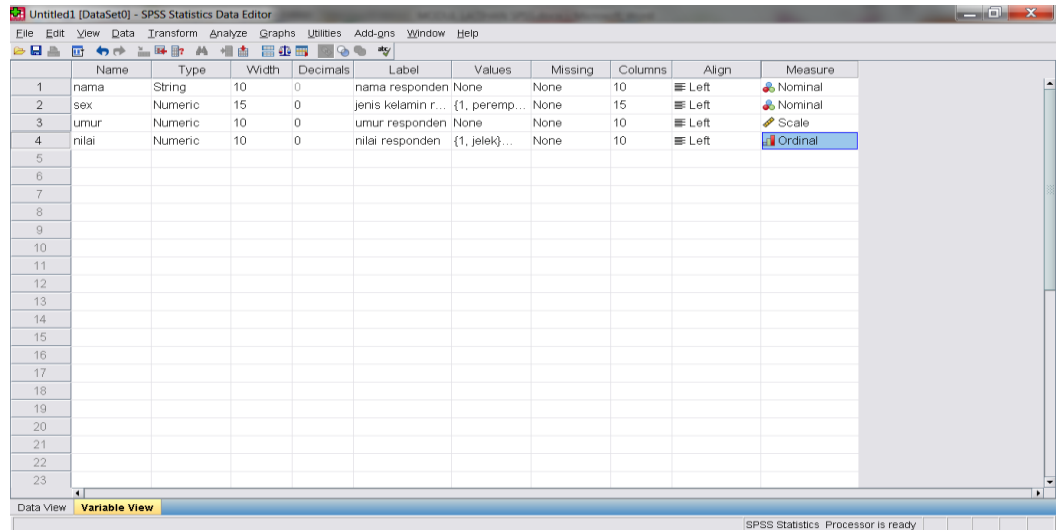 Untitled1 [DataSet0] - SPSS Statistics Data Editor
File Edit View Data Transform Analyze Graphs Utilities Add-ons Window Help
Name Type Width Decimals Label Values Missing Columns Align Measure
1 nama String 10 0 nama responden None None 10 Left Nominal
2 sex Numeric 15 0 jenis kelamin r... {1, peremp... None 15 Left Nominal
3 umur Numeric 10 0 umur responden None None 10 Left Scale
4 nilai Numeric 10 0 nilai responden {1, jelek}... None 10 Left Ordinal
5
6
7
8
9
10
11
12
13
14
15
16
17
18
19
20
21
22
23
Data View Variable View
SPSS Statistics Processor is ready